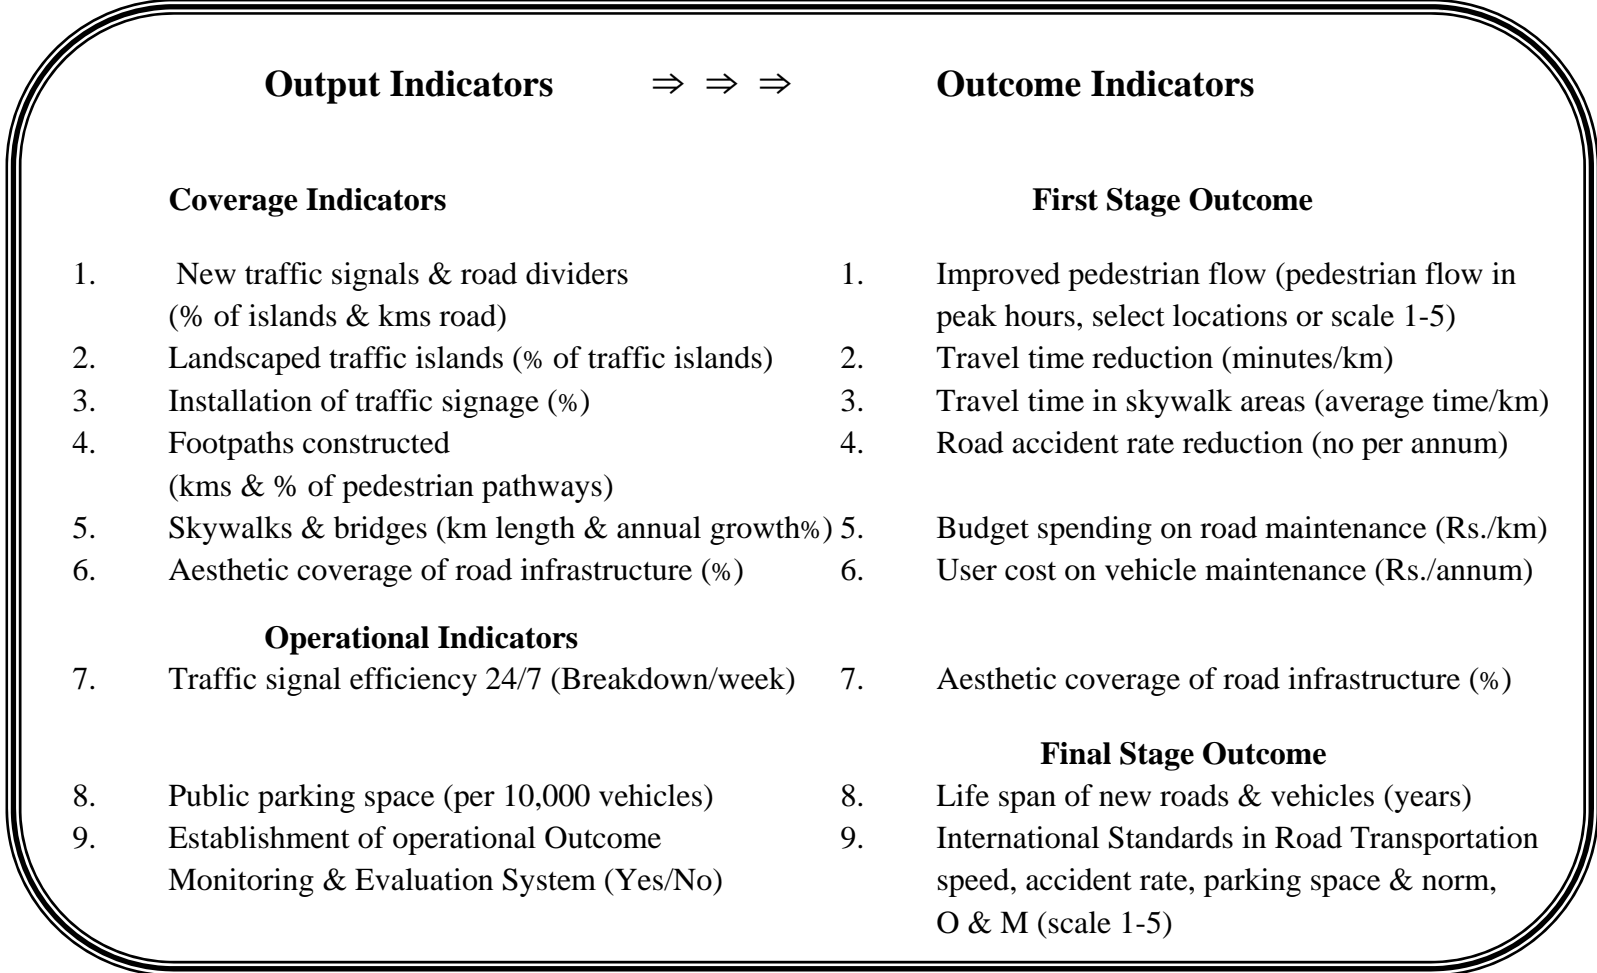 Output Indicators ⇒ ⇒ ⇒ Outcome Indicators
Coverage Indicators First Stage Outcome
1. New traffic signals & road dividers 1. Improved pedestrian flow (pedestrian flow in
(% of islands & kms road) peak hours, select locations or scale 1-5)
2. Landscaped traffic islands (% of traffic islands) 2. Travel time reduction (minutes/km)
3. Installation of traffic signage (%) 3. Travel time in skywalk areas (average time/km)
4. Footpaths constructed 4. Road accident rate reduction (no per annum)
(kms & % of pedestrian pathways)
5. Skywalks & bridges (km length & annual growth%) 5. Budget spending on road maintenance (Rs./km)
6. Aesthetic coverage of road infrastructure (%) 6. User cost on vehicle maintenance (Rs./annum)
Operational Indicators
7. Traffic signal efficiency 24/7 (Breakdown/week) 7. Aesthetic coverage of road infrastructure (%)
Final Stage Outcome
8. Public parking space (per 10,000 vehicles) 8. Life span of new roads & vehicles (years)
9. Establishment of operational Outcome 9. International Standards in Road Transportation
Monitoring & Evaluation System (Yes/No) speed, accident rate, parking space & norm,
O & M (scale 1-5)